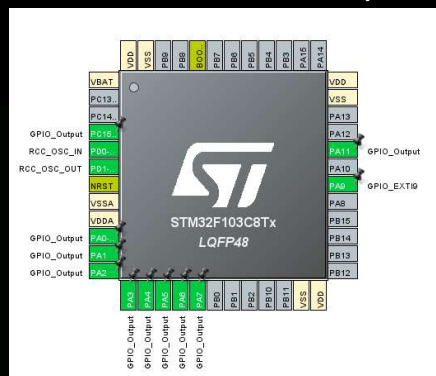 VDD
VSS
PB9
PB8
BOO..
PB7
PB6
PB5
PB4
PB3
PA15
PA14
VBAT
PC13..
PC14..
GPIO_Output PC15..
RCC_OSC_IN PD0-..
RCC_OSC_OUT PD1-..
NRST
VSSA
VDDA
GPIO_Output PA0-..
GPIO_Output PA1
GPIO_Output PA2
VDD
VSS
PA13
PA12
PA11 GPIO_Output
PA10
PA9 GPIO_EXTI9
PA8
PB15
PB14
PB13
PB12
STM32F103C8Tx
LQFP48
PA3
PA4
PA5
PA6
PA7
PB0
PB1
PB2
PB10
PB11
VSS
VDD
GPIO_Output
GPIO_Output
GPIO_Output
GPIO_Output
GPIO_Output